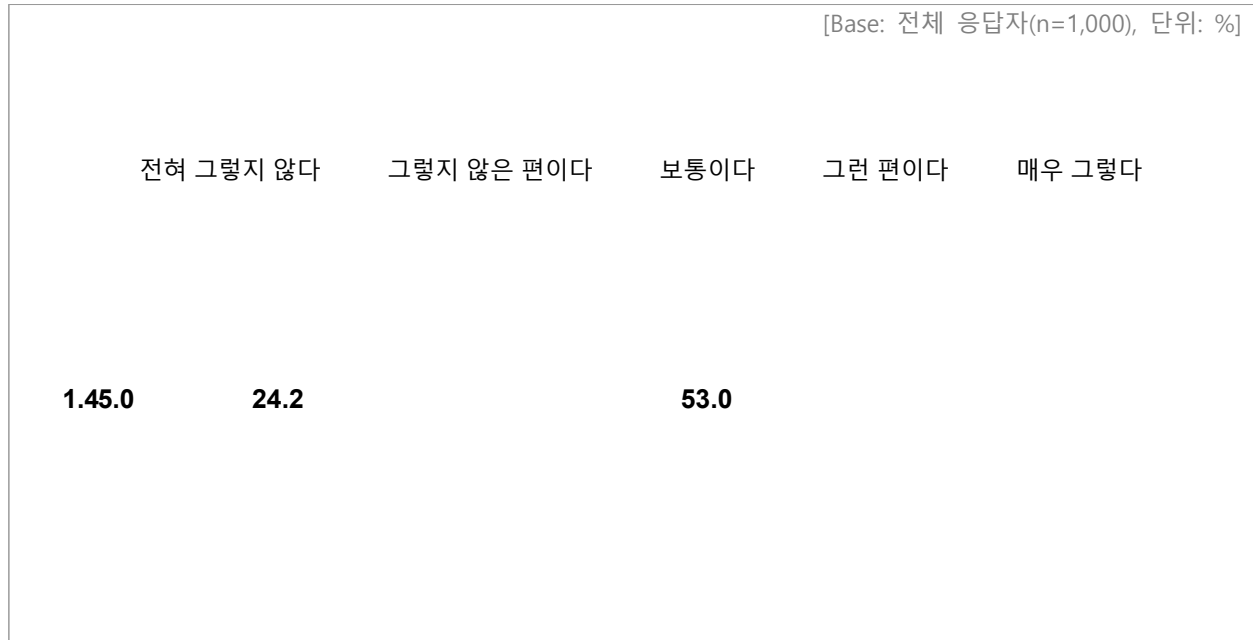 [Base: 전체 응답자(n=1,000), 단위: %]
전혀 그렇지 않다 그렇지 않은 편이다 보통이다 그런 편이다 매우 그렇다
1.45.0 24.2 53.0